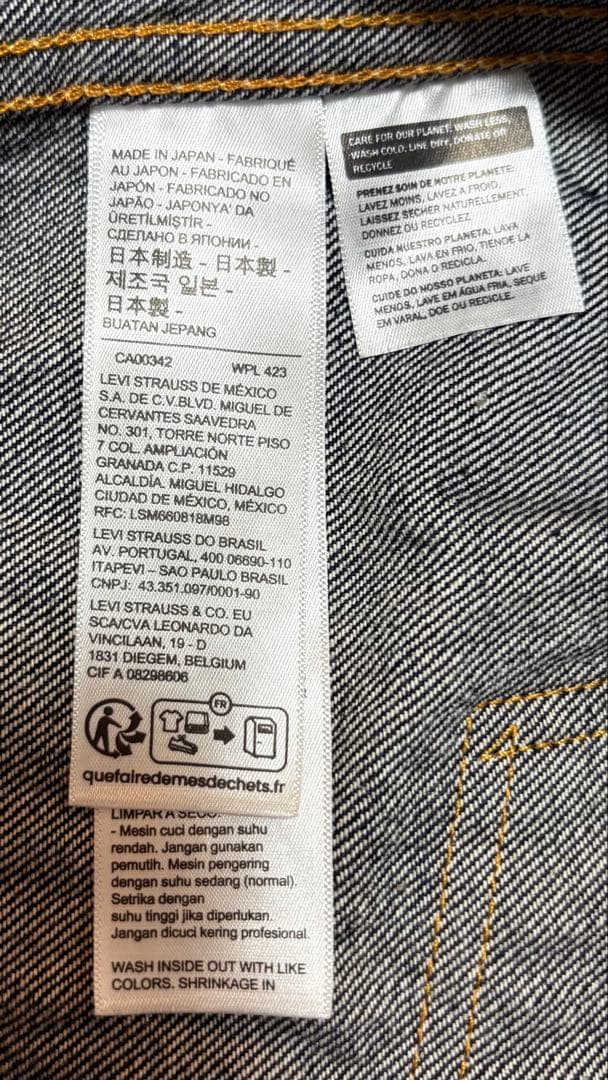 MADE IN JAPAN - FABRIQUÉ
AU JAPON - FABRICADO EN
JAPÓN - FABRICADO NO
JAPÃO - JAPONYA' DA
ÜRETİLMİŞTİR -
СДЕЛАНО В ЯПОНИИ -
日本制造 - 日本製 -
제조국 일본 -
日本製 -
BUATAN JEPANG
CA00342 WPL 423
LEVI STRAUSS DE MÉXICO
S.A. DE C.V.BLVD. MIGUEL DE
CERVANTES SAAVEDRA
NO. 301, TORRE NORTE PISO
7 COL. AMPLIACIÓN
GRANADA C.P. 11529
ALCALDÍA. MIGUEL HIDALGO
CIUDAD DE MÉXICO, MÉXICO
RFC: LSM660818M98
LEVI STRAUSS DO BRASIL
AV. PORTUGAL, 400 06690-110
ITAPEVI – SAO PAULO BRASIL
CNPJ: 43.351.097/0001-90
LEVI STRAUSS & CO. EU
SCA/CVA LEONARDO DA
VINCILAAN, 19 - D
1831 DIEGEM, BELGIUM
CIF A 08298606
FR
quefairedemesdechets.fr
LIMPAR A SECO.
- Mesin cuci dengan suhu
rendah. Jangan gunakan
pemutih. Mesin pengering
dengan suhu sedang (normal).
Setrika dengan
suhu tinggi jika diperlukan.
Jangan dicuci kering profesional.
WASH INSIDE OUT WITH LIKE
COLORS. SHRINKAGE IN
CARE FOR OUR PLANET: WASH LESS,
WASH COLD, LINE DRY, DONATE OR
RECYCLE
PRENEZ SOIN DE NOTRE PLANETE:
LAVEZ MOINS, LAVEZ A FROID,
LAISSEZ SECHER NATURELLEMENT,
DONNEZ OU RECYCLEZ
CUIDA NUESTRO PLANETA: LAVA
MENOS, LAVA EN FRIO, TIENDE LA
ROPA, DONA O RECICLA.
CUIDE DO NOSSO PLANETA: LAVE
MENOS, LAVE EM ÁGUA FRIA, SEQUE
EM VARAL, DOE OU RECICLE.